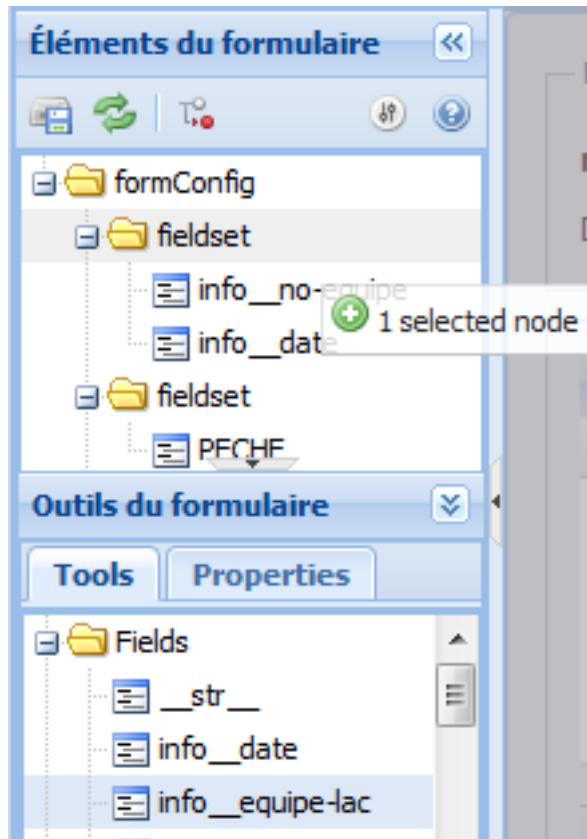 Éléments du formulaire
formConfig
fieldset
info__no-equipe
1 selected node
info__date
fieldset
PECHE
Outils du formulaire
Tools Properties
Fields
__str__
info__date
info__equipe-lac